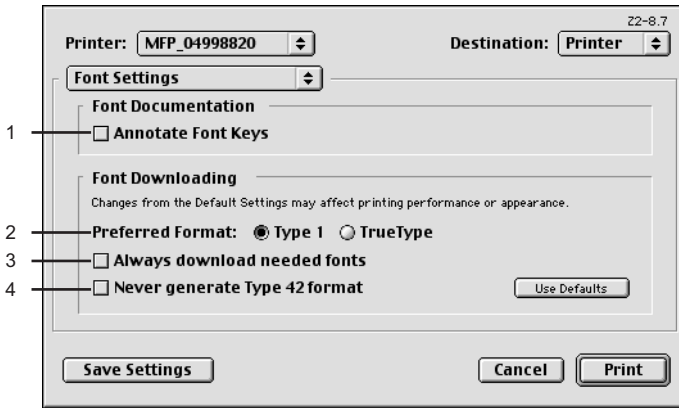 Z2-8.7
Printer: MFP_04998820 Destination: Printer
Font Settings
Font Documentation
1 Annotate Font Keys
Font Downloading
Changes from the Default Settings may affect printing performance or appearance.
2 Preferred Format: Type 1 TrueType
3 Always download needed fonts
4 Never generate Type 42 format Use Defaults
Save Settings Cancel Print